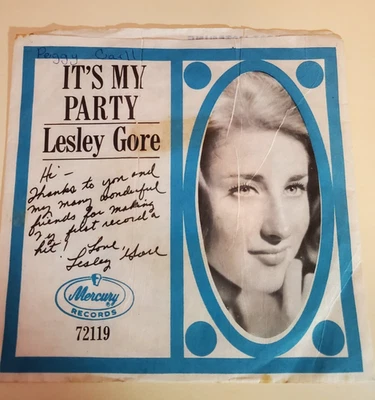 Peggy
IT'S MY
PARTY
Lesley Gore
Hi -
Thanks to you and
my many wonderful
friends for making
my first record a
hit!
Love,
Lesley Gore
Mercury
RECORDS
72119